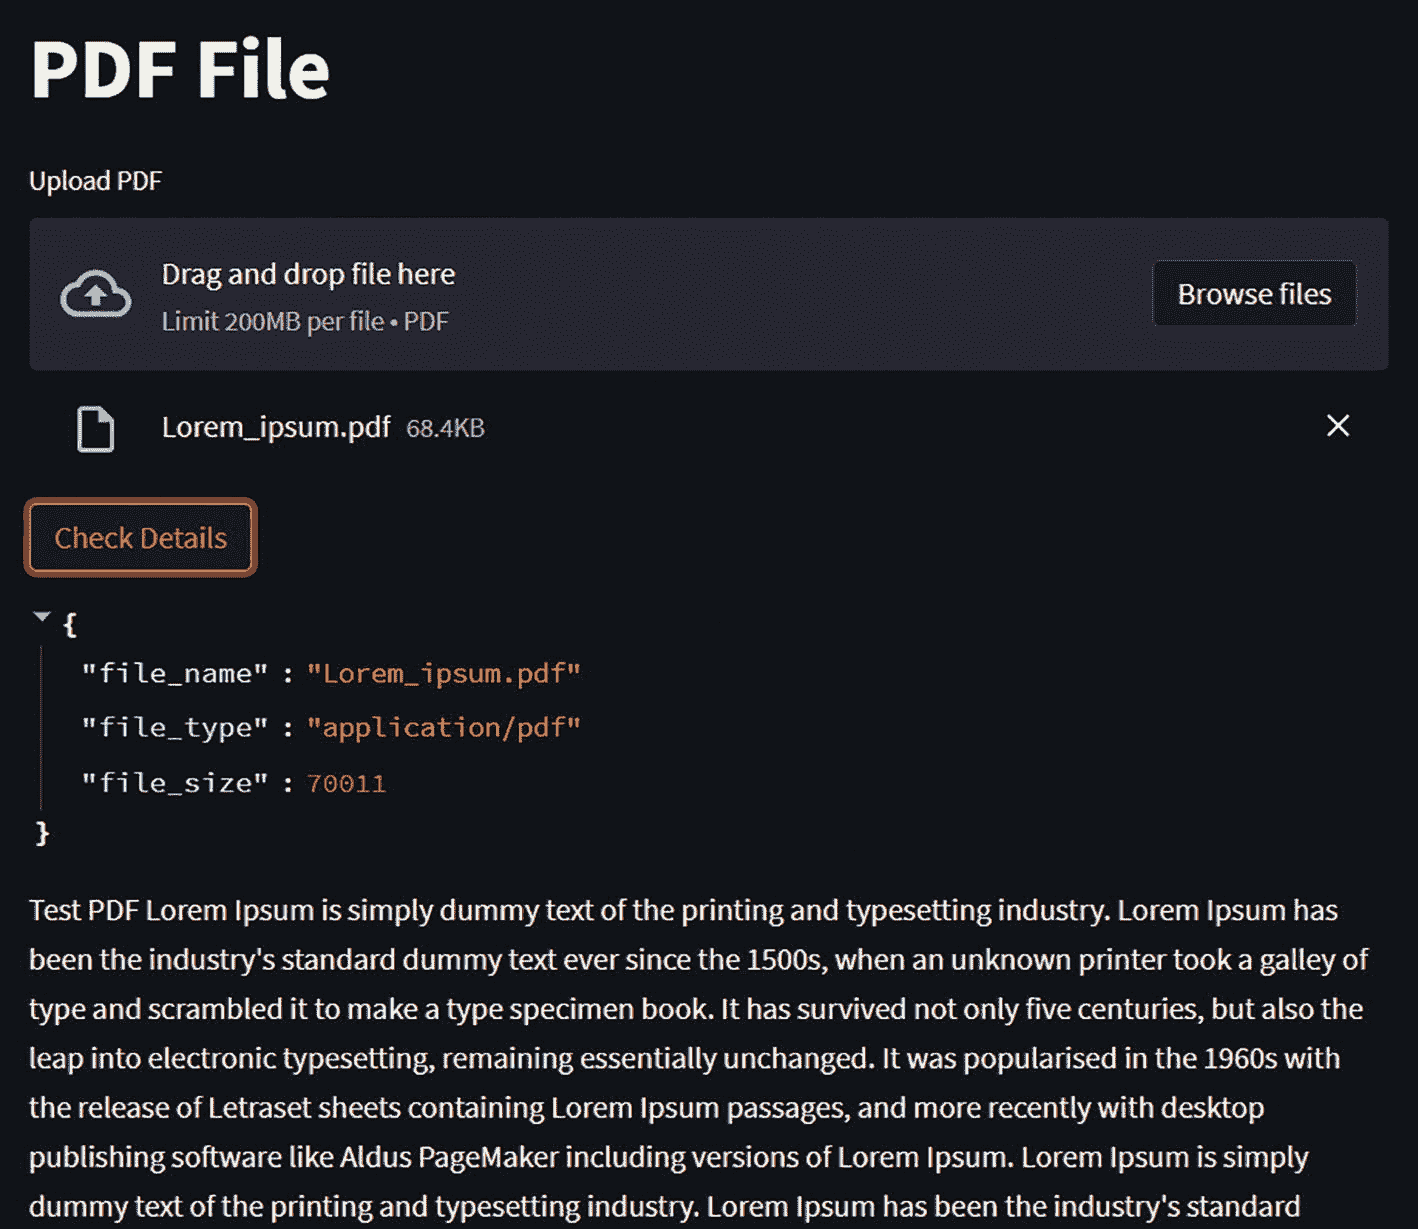 PDF File
Upload PDF
Drag and drop file here
Limit 200MB per file • PDF
Browse files
Lorem_ipsum.pdf 68.4KB
Check Details
{
"file_name" : "Lorem_ipsum.pdf"
"file_type" : "application/pdf"
"file_size" : 70011
}
Test PDF Lorem Ipsum is simply dummy text of the printing and typesetting industry. Lorem Ipsum has
been the industry's standard dummy text ever since the 1500s, when an unknown printer took a galley of
type and scrambled it to make a type specimen book. It has survived not only five centuries, but also the
leap into electronic typesetting, remaining essentially unchanged. It was popularised in the 1960s with
the release of Letraset sheets containing Lorem Ipsum passages, and more recently with desktop
publishing software like Aldus PageMaker including versions of Lorem Ipsum. Lorem Ipsum is simply
dummy text of the printing and typesetting industry. Lorem Ipsum has been the industry's standard